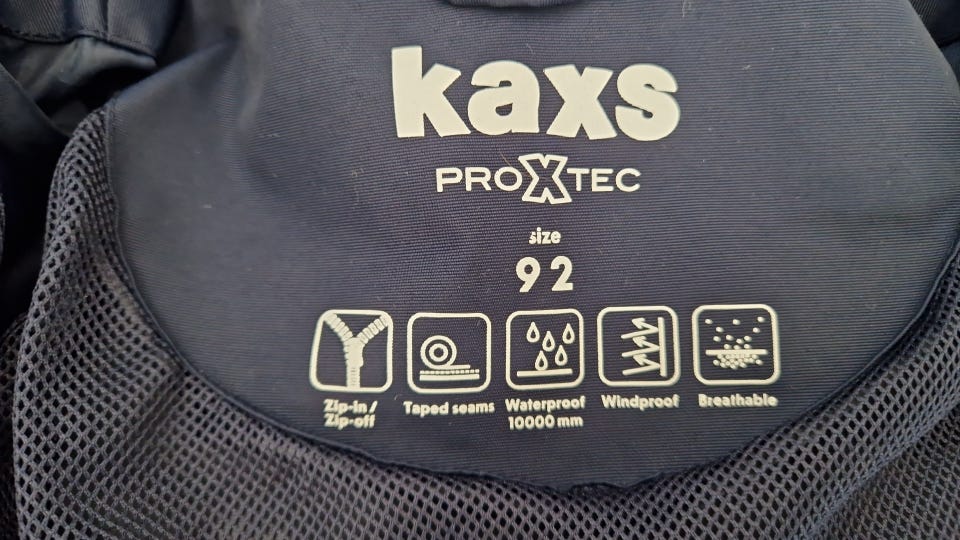 kaxs
PROXTEC
size
92
Zip-in/ Taped seams Waterproof Windproof Breathable
Zip-off 10000 mm